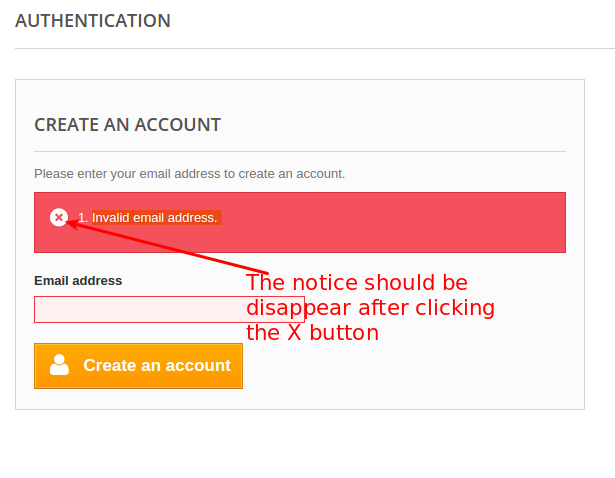 AUTHENTICATION
CREATE AN ACCOUNT
Please enter your email address to create an account.
1. Invalid email address.
Email address
The notice should be
disappear after clicking
the X button
Create an account